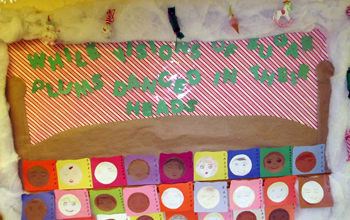 WHILE VISIONS OF SUGAR
PLUMS DANCED IN THEIR
HEADS